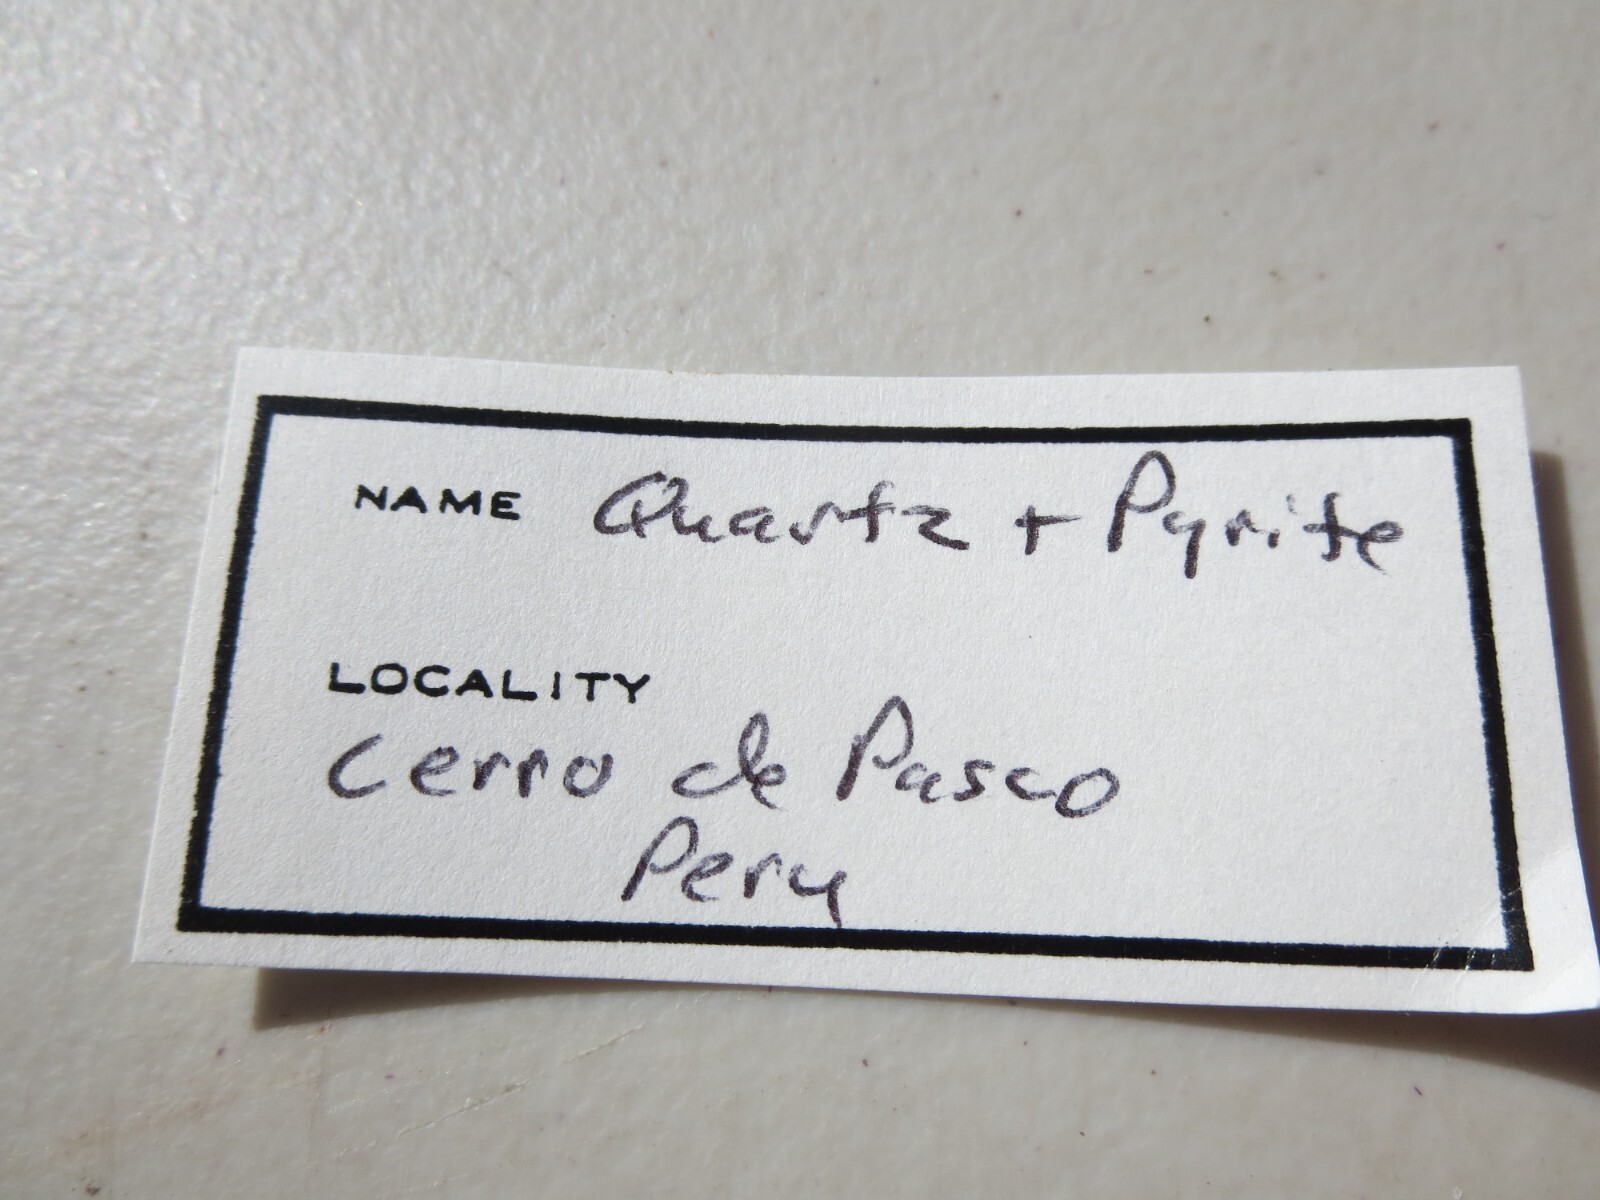 NAME Quartz + Pyrite
LOCALITY
Cerro de Pasco
Peru